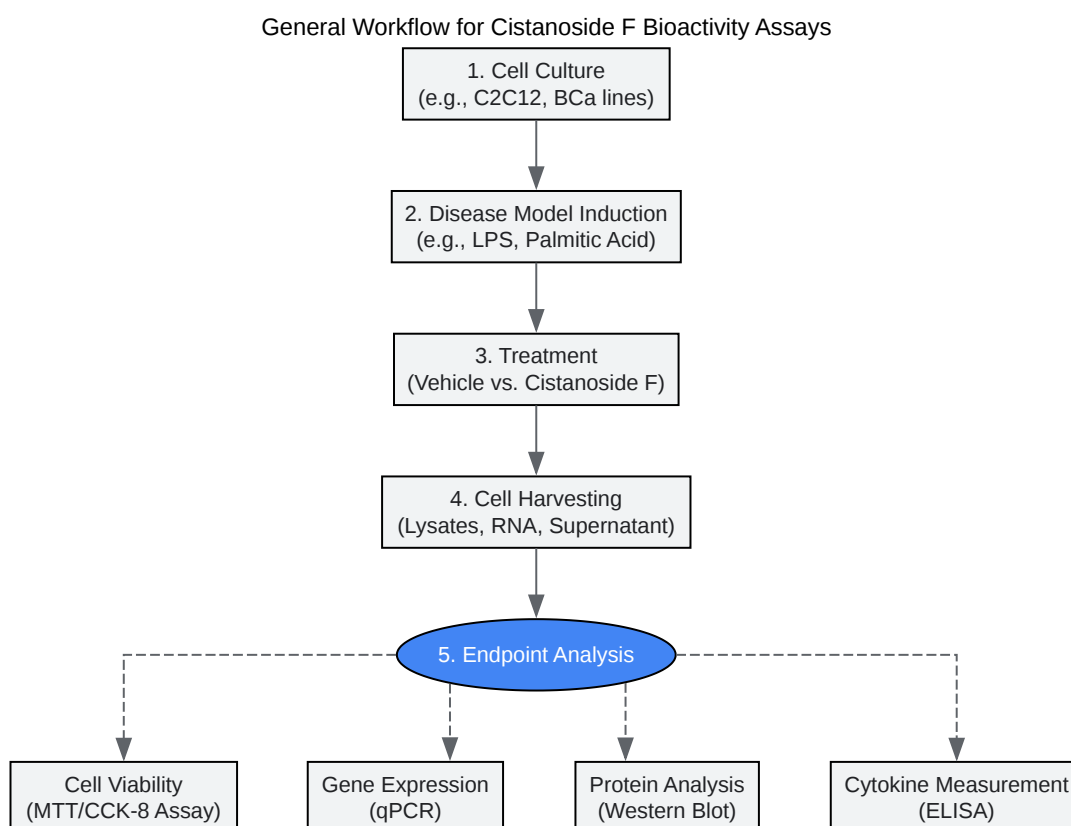 General Workflow for Cistanoside F Bioactivity Assays
1. Cell Culture
(e.g., C2C12, BCa lines)
2. Disease Model Induction
(e.g., LPS, Palmitic Acid)
3. Treatment
(Vehicle vs. Cistanoside F)
4. Cell Harvesting
(Lysates, RNA, Supernatant)
5. Endpoint Analysis
Cell Viability
(MTT/CCK-8 Assay)
Gene Expression
(qPCR)
Protein Analysis
(Western Blot)
Cytokine Measurement
(ELISA)